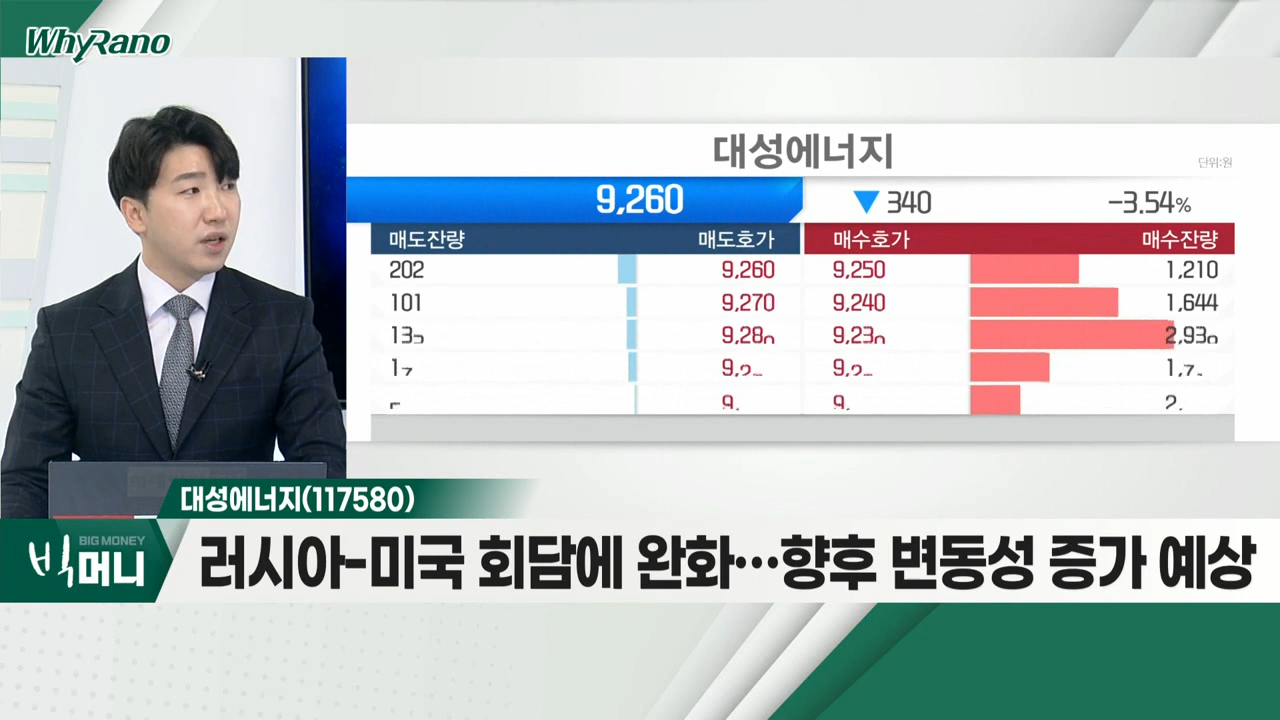 WhyRano
대성에너지
단위:원
9,260 ▼ 340 -3.54%
매도잔량 매도호가 매수호가 매수잔량
202 9,260 9,250 1,210
101 9,270 9,240 1,644
대성에너지(117580)
BIG MONEY
빅머니
러시아-미국 회담에 완화…향후 변동성 증가 예상